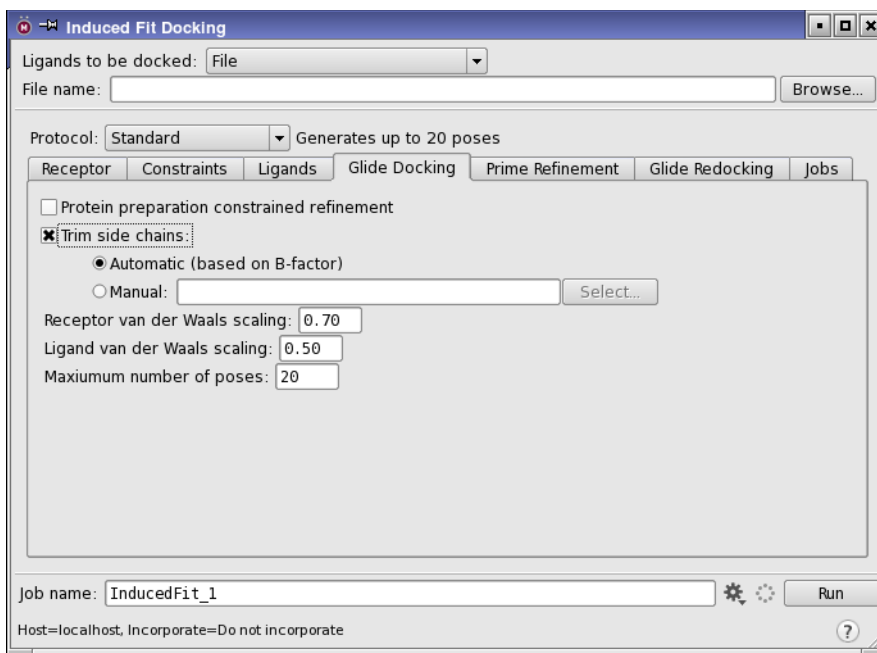 Induced Fit Docking
Ligands to be docked: File
File name: Browse...
Protocol: Standard Generates up to 20 poses
Receptor Constraints Ligands Glide Docking Prime Refinement Glide Redocking Jobs
Protein preparation constrained refinement
Trim side chains:
Automatic (based on B-factor)
Manual: Select...
Receptor van der Waals scaling: 0.70
Ligand van der Waals scaling: 0.50
Maxiumum number of poses: 20
Job name: InducedFit_1 Run
Host=localhost, Incorporate=Do not incorporate ?